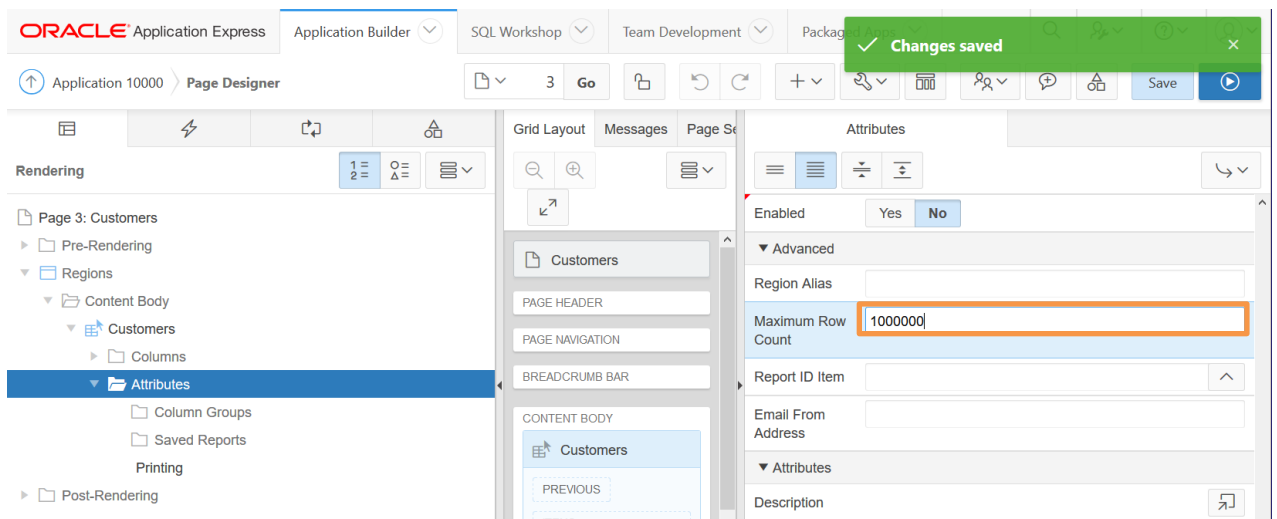 ORACLE Application Express
Application Builder
SQL Workshop
Team Development
Changes saved
Application 10000
Page Designer
3
Go
Save
Rendering
Page 3: Customers
Pre-Rendering
Regions
Content Body
Customers
Columns
Attributes
Column Groups
Saved Reports
Printing
Post-Rendering
Grid Layout
Messages
Customers
PAGE HEADER
PAGE NAVIGATION
BREADCRUMB BAR
CONTENT BODY
Customers
PREVIOUS
Attributes
Enabled
Yes
No
Advanced
Region Alias
Maximum Row
Count
1000000
Report ID Item
Email From
Address
Attributes
Description